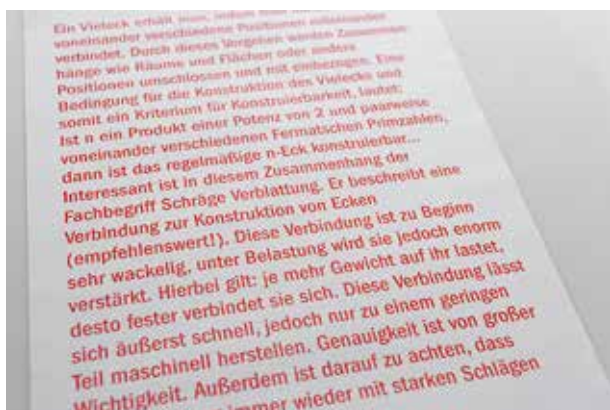 Ein Vieleck erhält man, indem man
voneinander verschiedene Positionen miteinander
verbindet. Durch dieses Vorgehen werden Zusammen-
hänge wie Räume und Flächen oder andere
Positionen umschlossen und mit einbezogen. Eine
Bedingung für die Konstruktion des Vielecks und
somit ein Kriterium für Konstruierbarkeit, lautet:
Ist n ein Produkt einer Potenz von 2 und paarweise
voneinander verschiedenen Fermatschen Primzahlen,
dann ist das regelmäßige n-Eck konstruierbar...
Interessant ist in diesem Zusammenhang der
Fachbegriff Schräge Verblattung. Er beschreibt eine
Verbindung zur Konstruktion von Ecken
(empfehlenswert!). Diese Verbindung ist zu Beginn
sehr wackelig, unter Belastung wird sie jedoch enorm
verstärkt. Hierbei gilt: je mehr Gewicht auf ihr lastet,
desto fester verbindet sie sich. Diese Verbindung lässt
sich äußerst schnell, jedoch nur zu einem geringen
Teil maschinell herstellen. Genauigkeit ist von großer
Wichtigkeit. Außerdem ist darauf zu achten, dass
immer wieder mit starken Schlägen